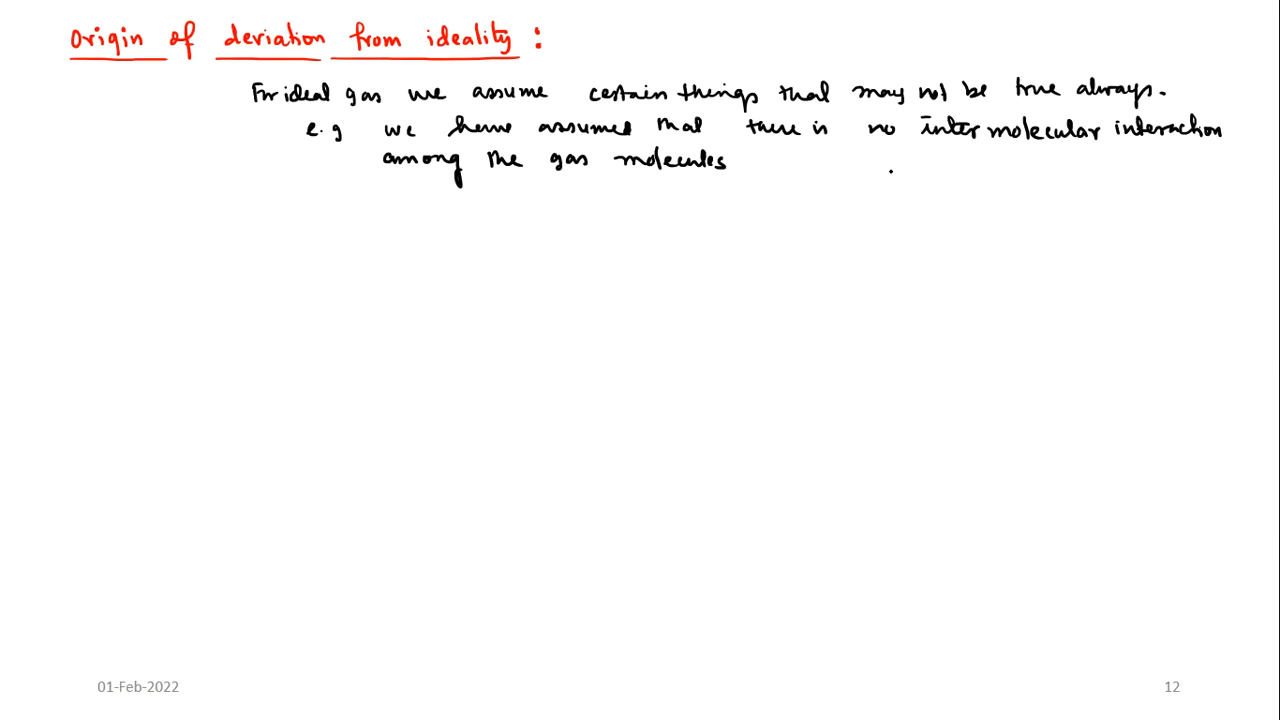 Origin of deviation from ideality :
For ideal gas we assume certain things that may not be true always.
e.g we have assumed that there is no inter molecular interaction
among the gas molecules
01-Feb-2022
12